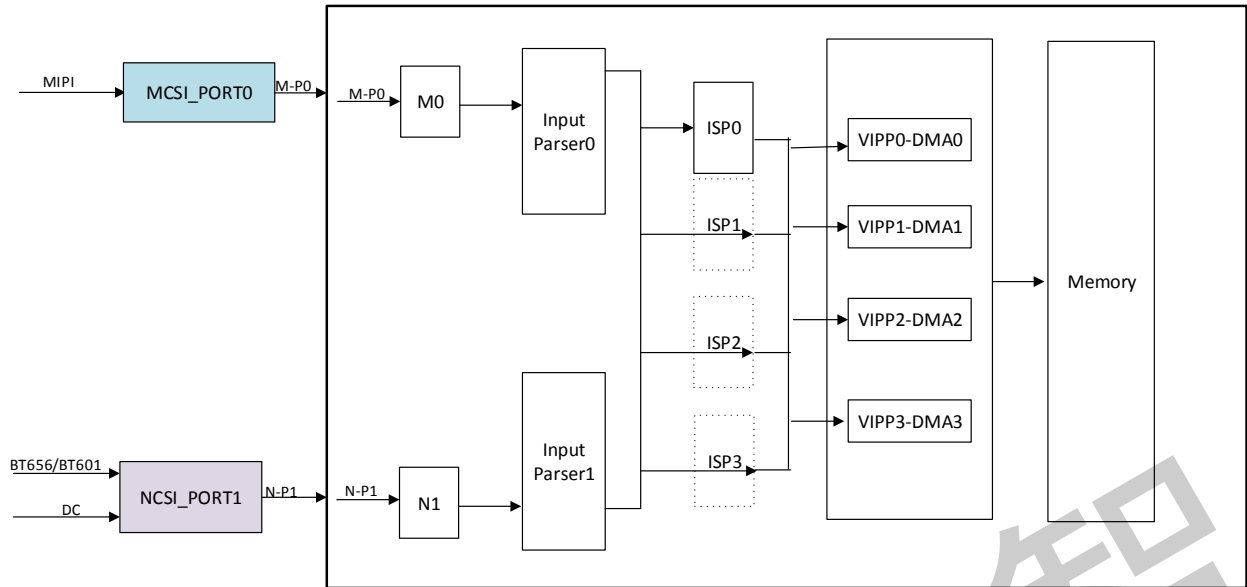 MIPI
MCSI_PORT0
M-P0
M-P0
M0
Input
Parser0
ISP0
ISP1
ISP2
ISP3
VIPP0-DMA0
VIPP1-DMA1
VIPP2-DMA2
VIPP3-DMA3
Memory
BT656/BT601
DC
NCSI_PORT1
N-P1
N-P1
N1
Input
Parser1